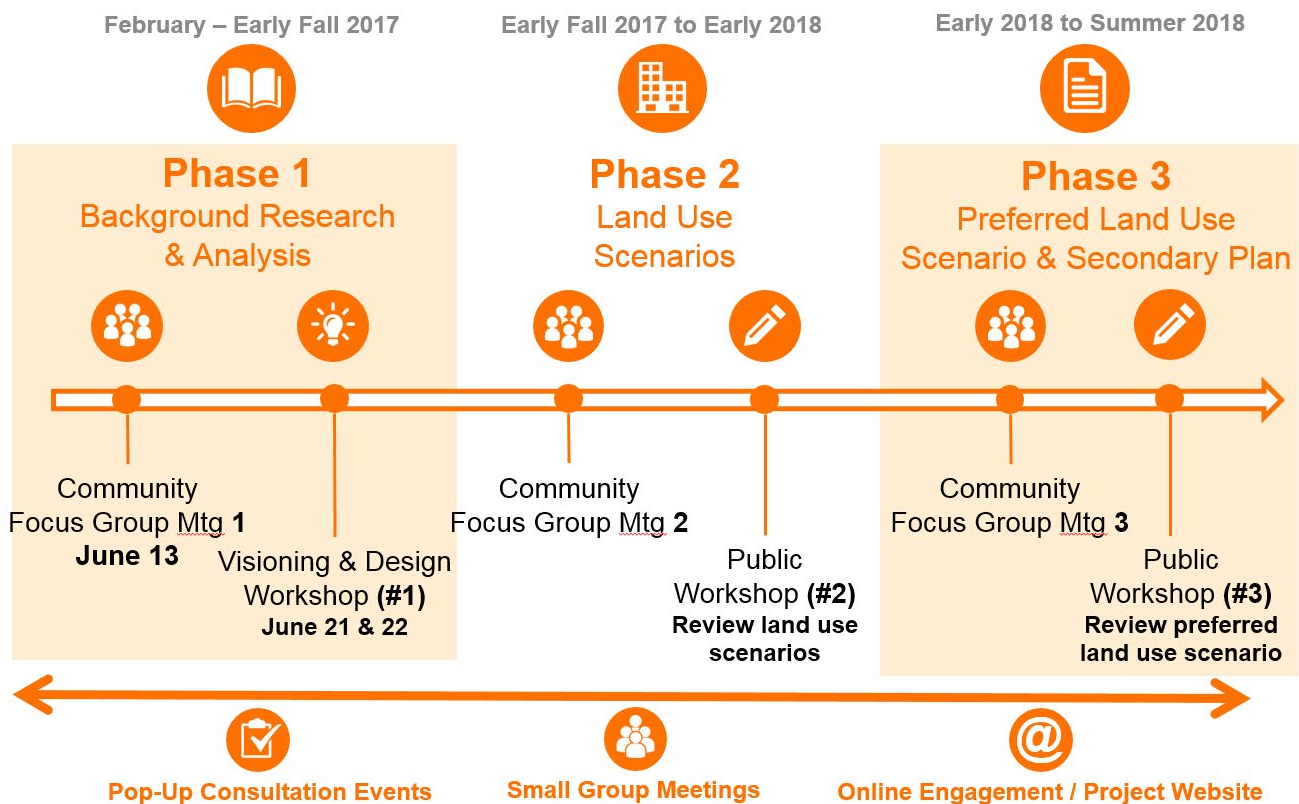 February – Early Fall 2017
Early Fall 2017 to Early 2018
Early 2018 to Summer 2018
Phase 1
Background Research
& Analysis
Phase 2
Land Use
Scenarios
Phase 3
Preferred Land Use
Scenario & Secondary Plan
Community
Focus Group Mtg 1
June 13
Visioning & Design
Workshop (#1)
June 21 & 22
Community
Focus Group Mtg 2
Public
Workshop (#2)
Review land use
scenarios
Community
Focus Group Mtg 3
Public
Workshop (#3)
Review preferred
land use scenario
@
Pop-Up Consultation Events
Small Group Meetings
Online Engagement / Project Website